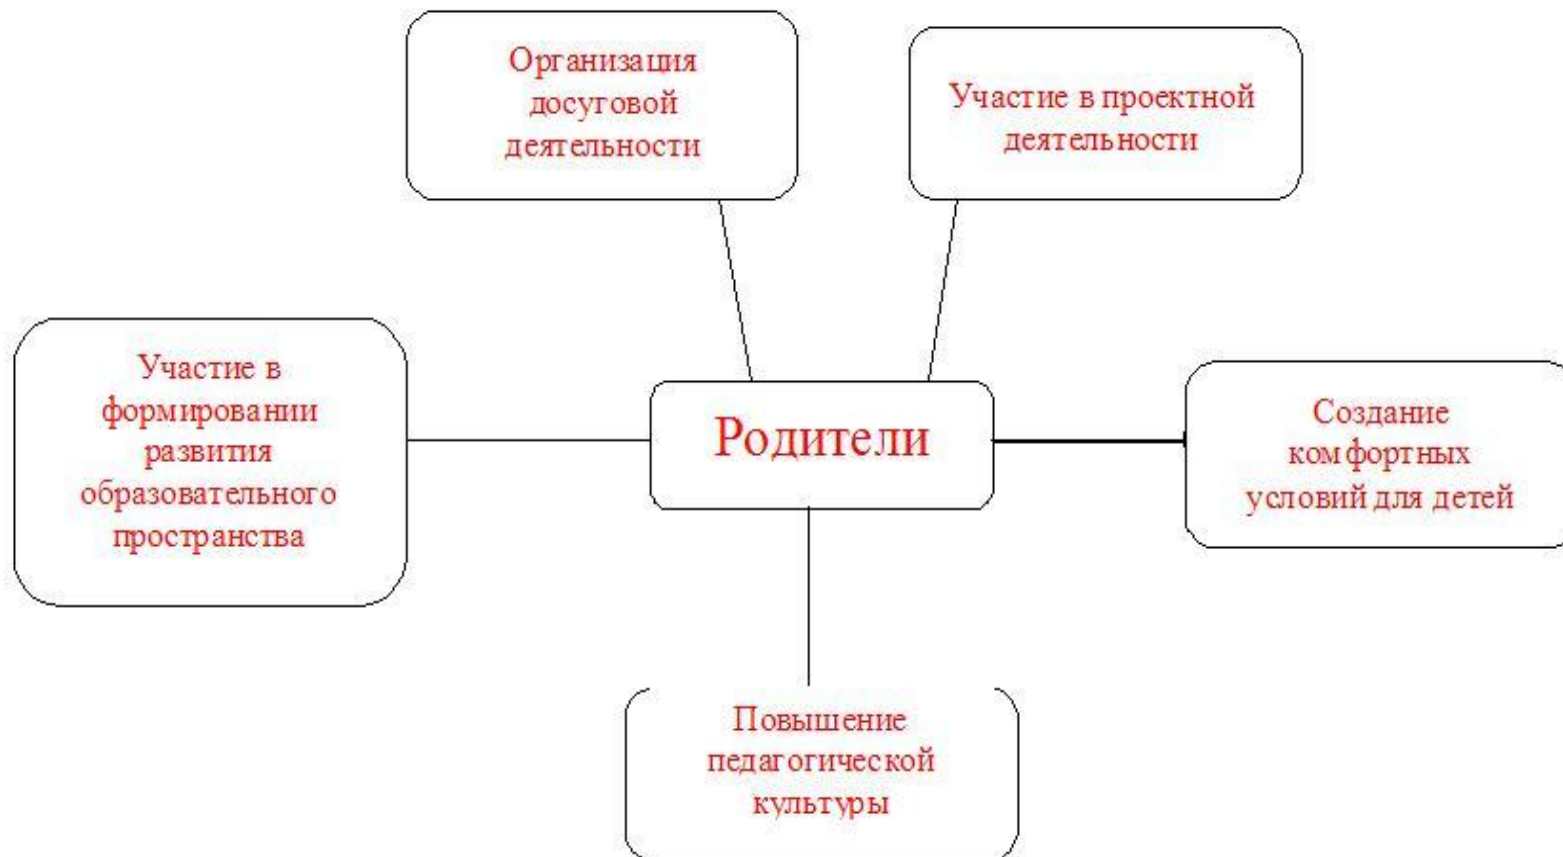 Организация
досуговой
деятельности
Участие в проектной
деятельности
Участие в
формировании
развития
образовательного
пространства
Родители
Создание
комфортных
условий для детей
Повышение
педагогической
культуры